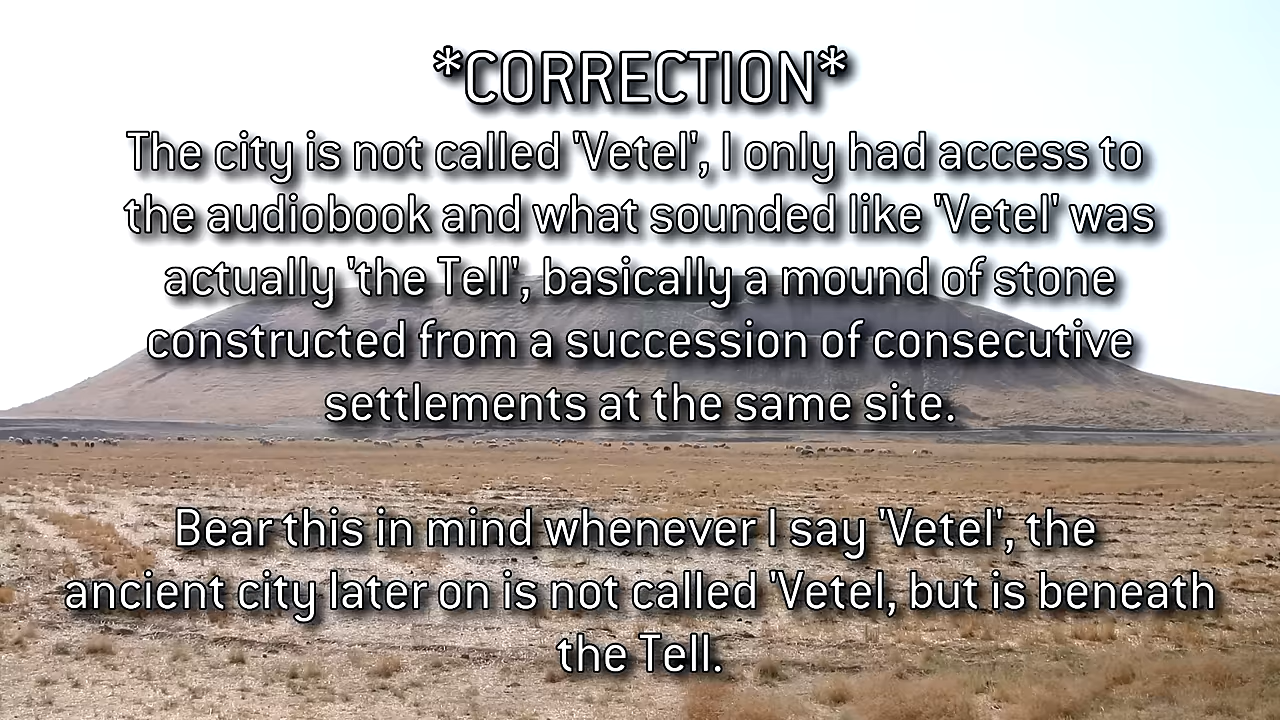 *CORRECTION*
The city is not called 'Vetel', I only had access to
the audiobook and what sounded like 'Vetel' was
actually 'the Tell', basically a mound of stone
constructed from a succession of consecutive
settlements at the same site.
Bear this in mind whenever I say 'Vetel', the
ancient city later on is not called 'Vetel, but is beneath
the Tell.